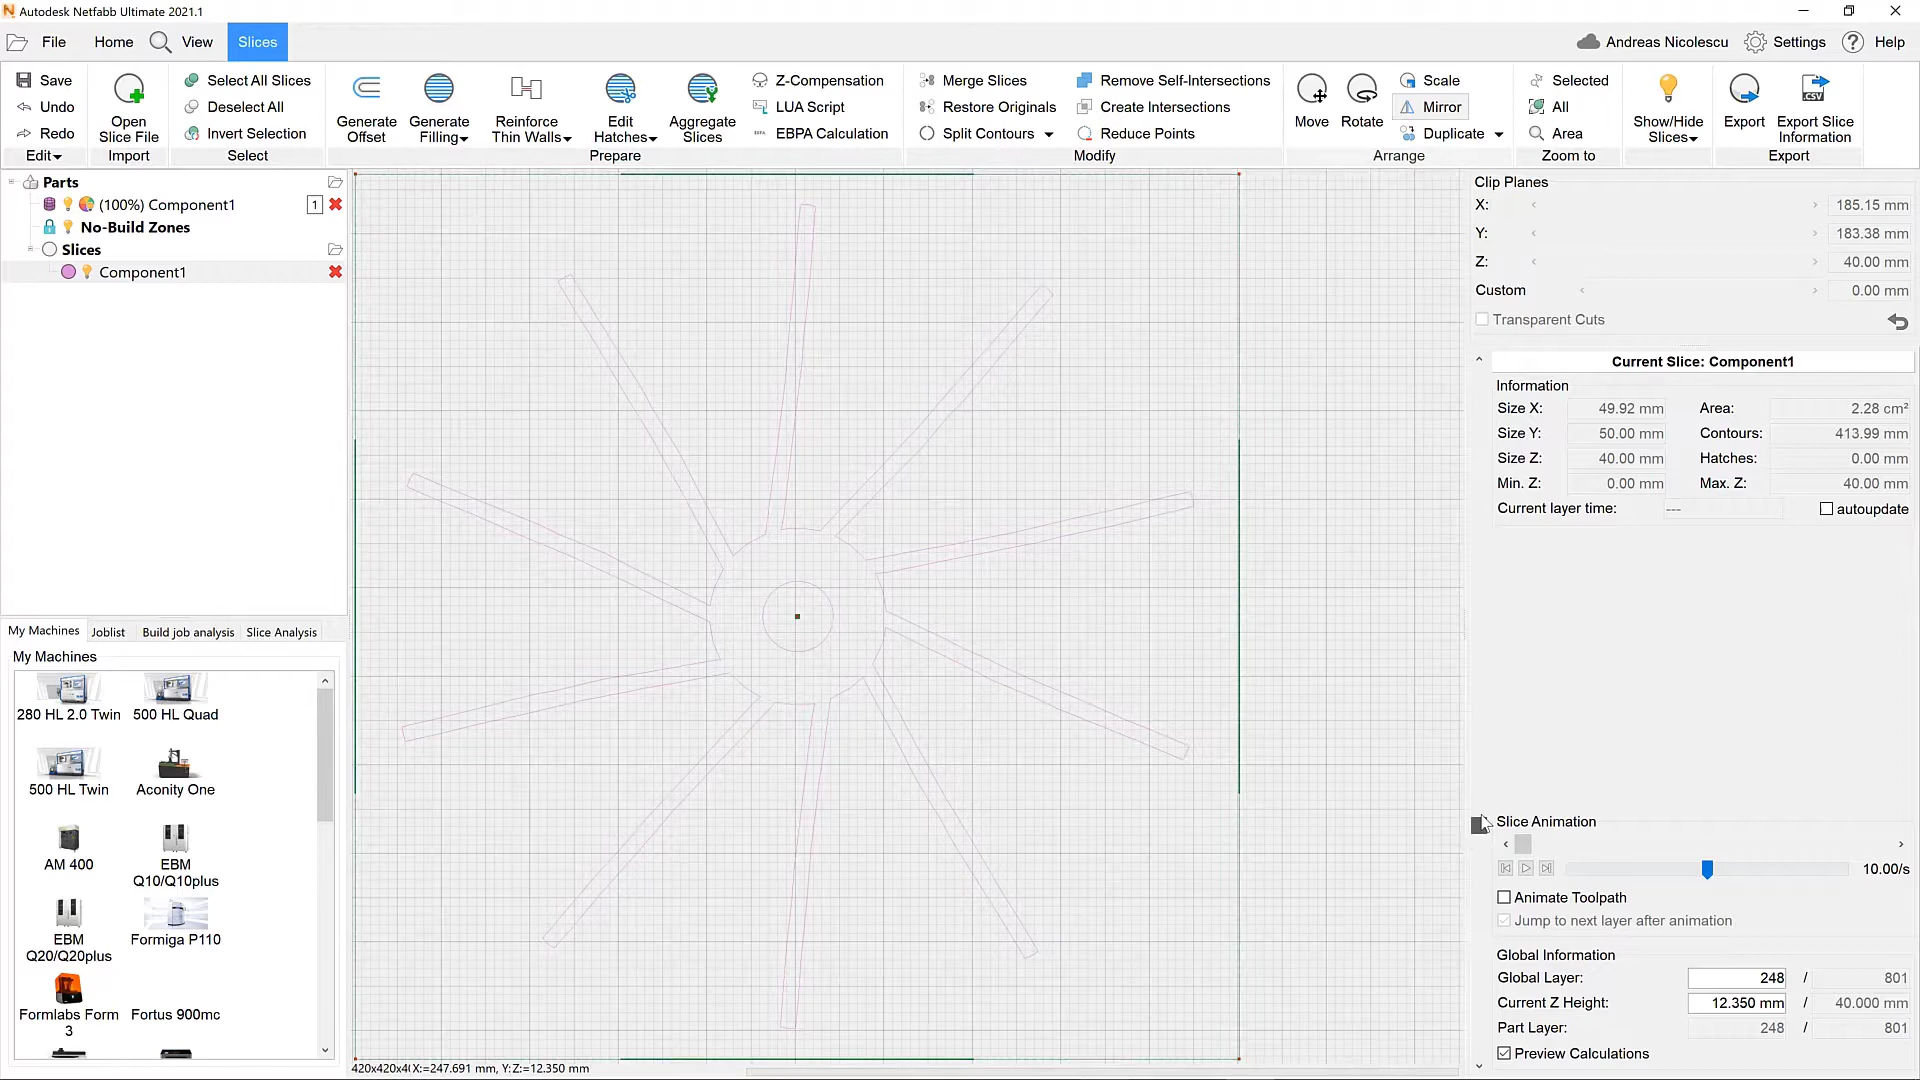 Autodesk Netfabb Ultimate 2021.1
File Home View Slices Andreas Nicolescu Settings Help
Save
Undo
Redo
Edit
Open
Slice File
Import
Select All Slices
Deselect All
Invert Selection
Select
Generate
Offset
Generate
Filling
Reinforce
Thin Walls
Edit
Hatches
Aggregate
Slices
Z-Compensation
LUA Script
EBPA EBPA Calculation
Prepare
Merge Slices
Restore Originals
Split Contours
Remove Self-Intersections
Create Intersections
Reduce Points
Modify
Move
Rotate
Scale
Mirror
Duplicate
Arrange
Selected
All
Area
Zoom to
Show/Hide
Slices
Export
CSV
Export Slice
Information
Export
Parts
(100%) Component1 1
No-Build Zones
Slices
Component1
My Machines Joblist Build job analysis Slice Analysis
My Machines
280 HL 2.0 Twin 500 HL Quad
500 HL Twin Aconity One
AM 400 EBM
Q10/Q10plus
EBM
Q20/Q20plus
Formiga P110
Formlabs Form
3
Fortus 900mc
420x420x4 X:=247.691 mm, Y: Z:=12.350 mm
Clip Planes
X: 185.15 mm
Y: 183.38 mm
Z: 40.00 mm
Custom 0.00 mm
Transparent Cuts
Current Slice: Component1
Information
Size X: 49.92 mm Area: 2.28 cm²
Size Y: 50.00 mm Contours: 413.99 mm
Size Z: 40.00 mm Hatches: 0.00 mm
Min. Z: 0.00 mm Max. Z: 40.00 mm
Current layer time: --- autoupdate
Slice Animation
10.00/s
Animate Toolpath
Jump to next layer after animation
Global Information
Global Layer: 248 / 801
Current Z Height: 12.350 mm / 40.000 mm
Part Layer: 248 / 801
Preview Calculations